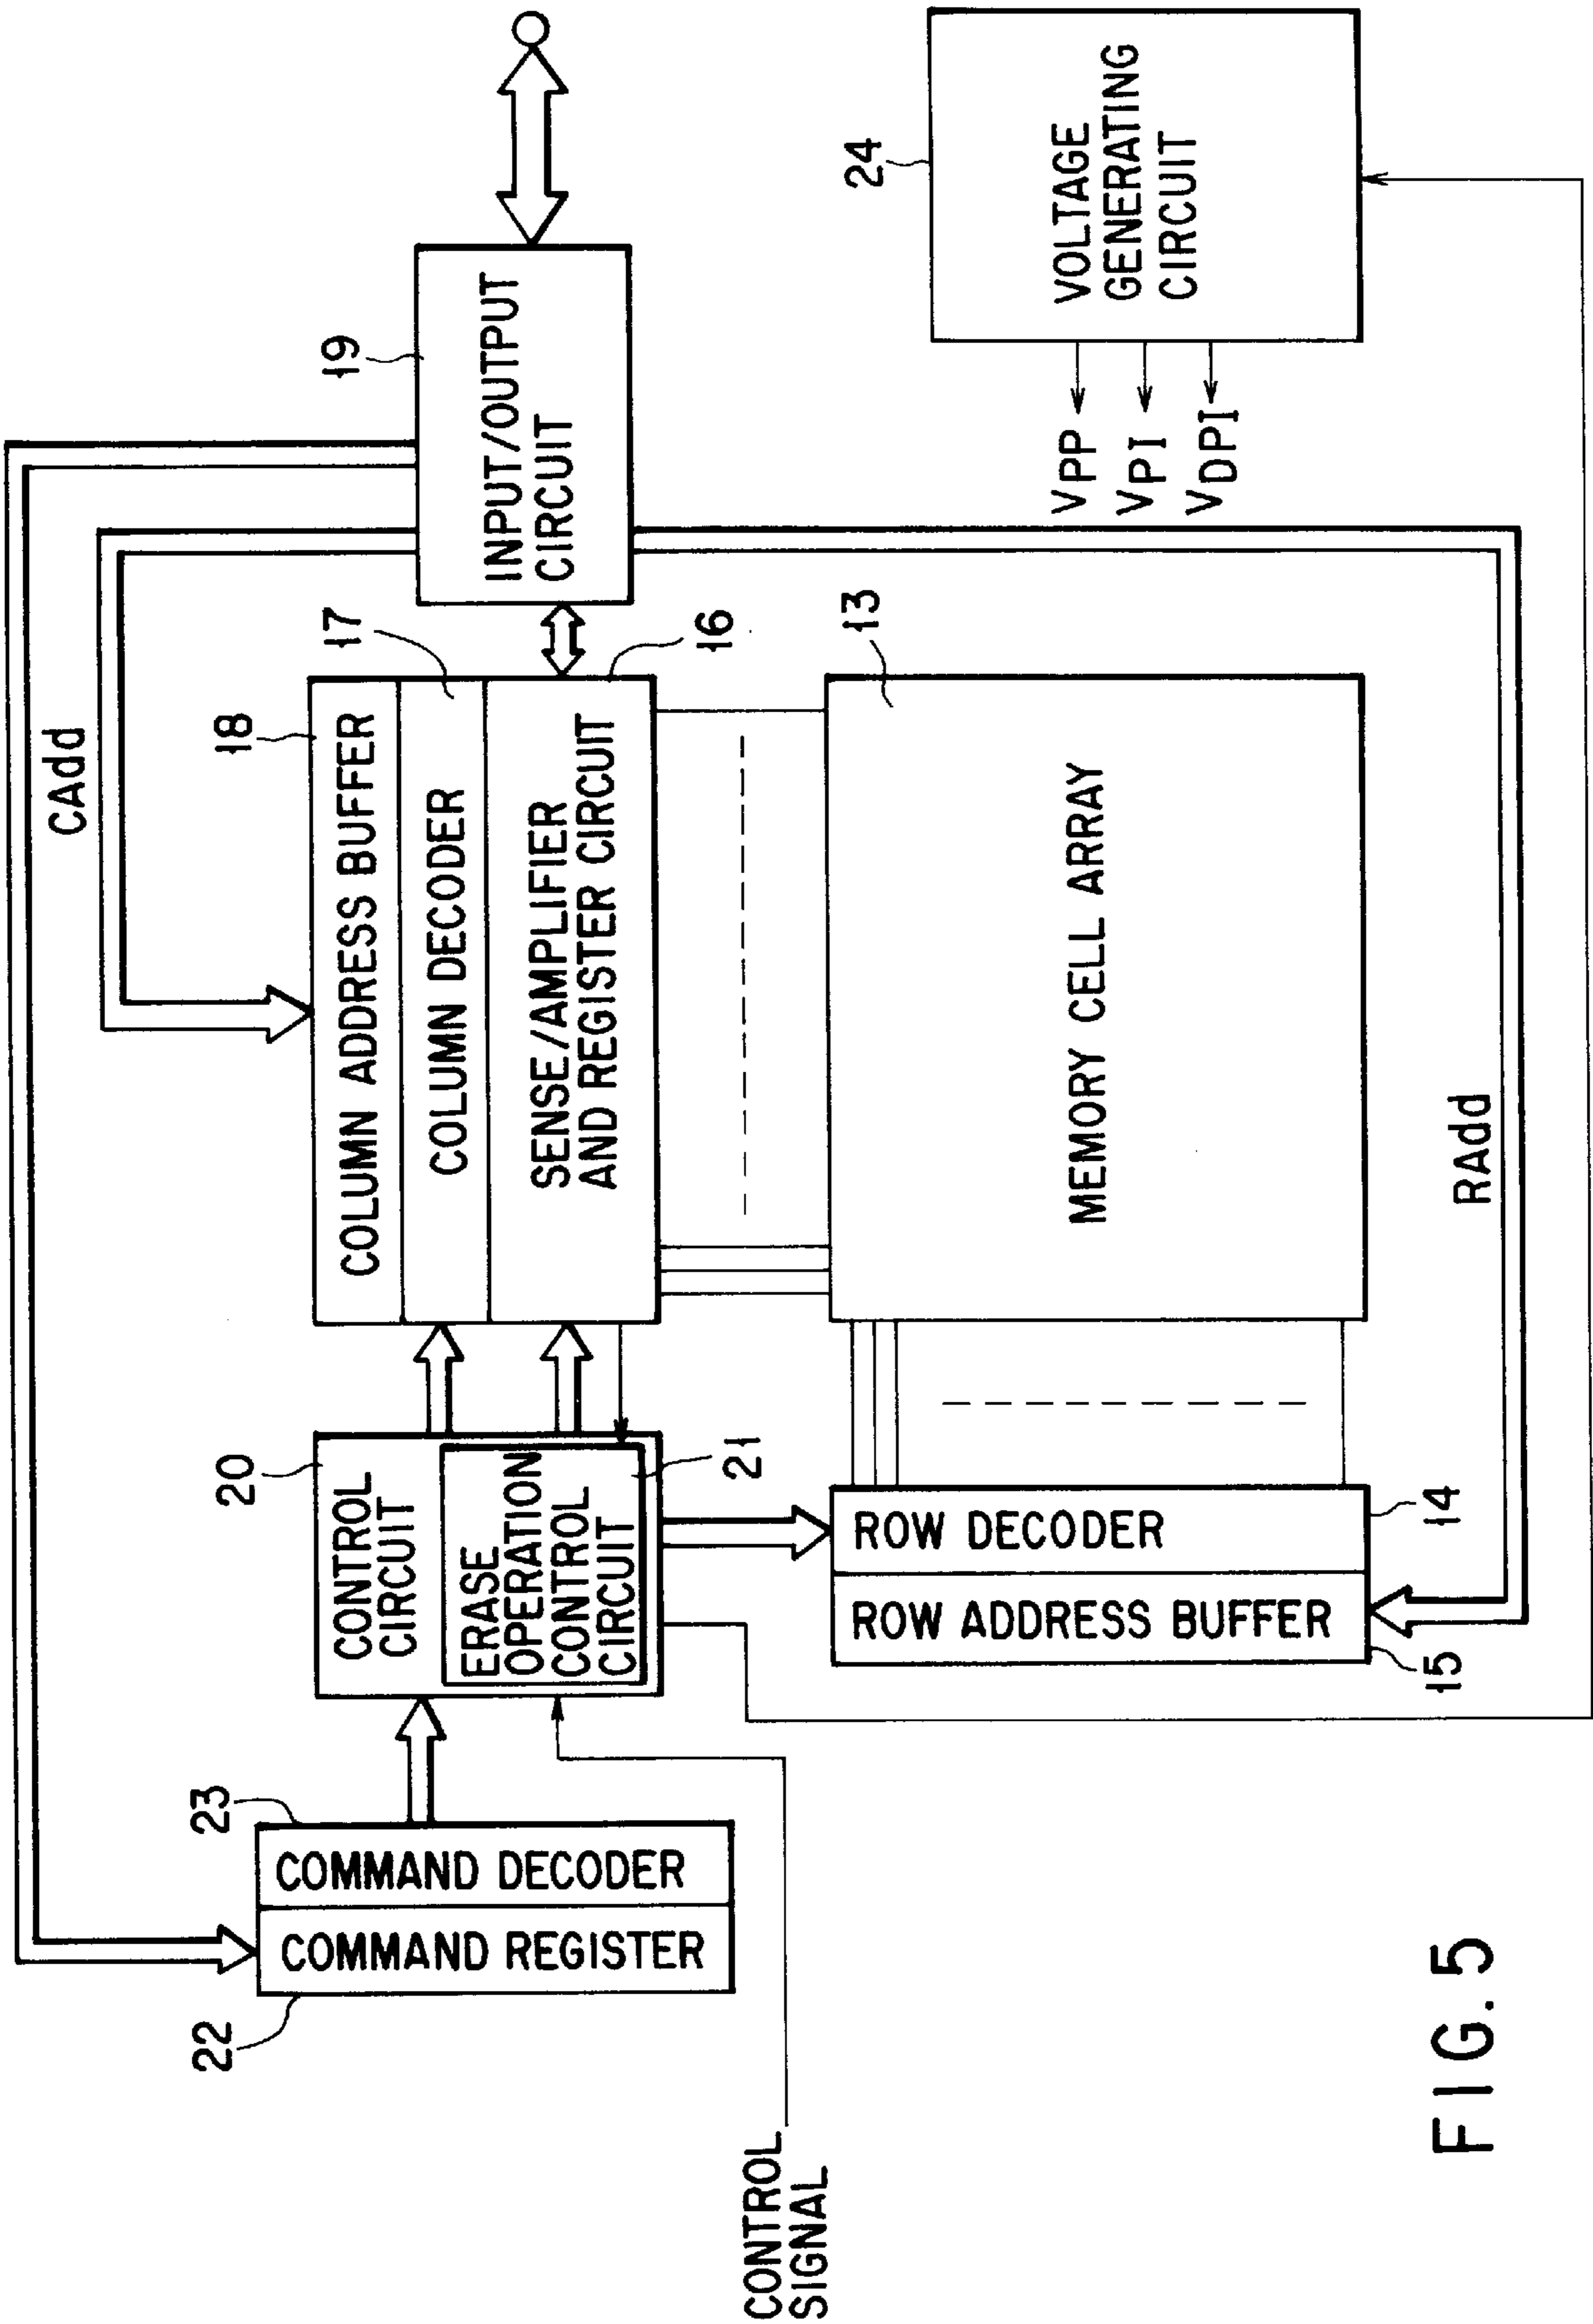 CAdd
18
COLUMN ADDRESS BUFFER
17
COLUMN DECODER
SENSE/AMPLIFIER
AND REGISTER CIRCUIT
16
19
INPUT/OUTPUT
CIRCUIT
20
CONTROL
CIRCUIT
ERASE
OPERATION
CONTROL
CIRCUIT
21
23
COMMAND DECODER
COMMAND REGISTER
22
CONTROL
SIGNAL
13
MEMORY CELL ARRAY
ROW DECODER
14
ROW ADDRESS BUFFER
15
RAdd
24
VOLTAGE
GENERATING
CIRCUIT
VPP
VPI
VDPI
FIG. 5